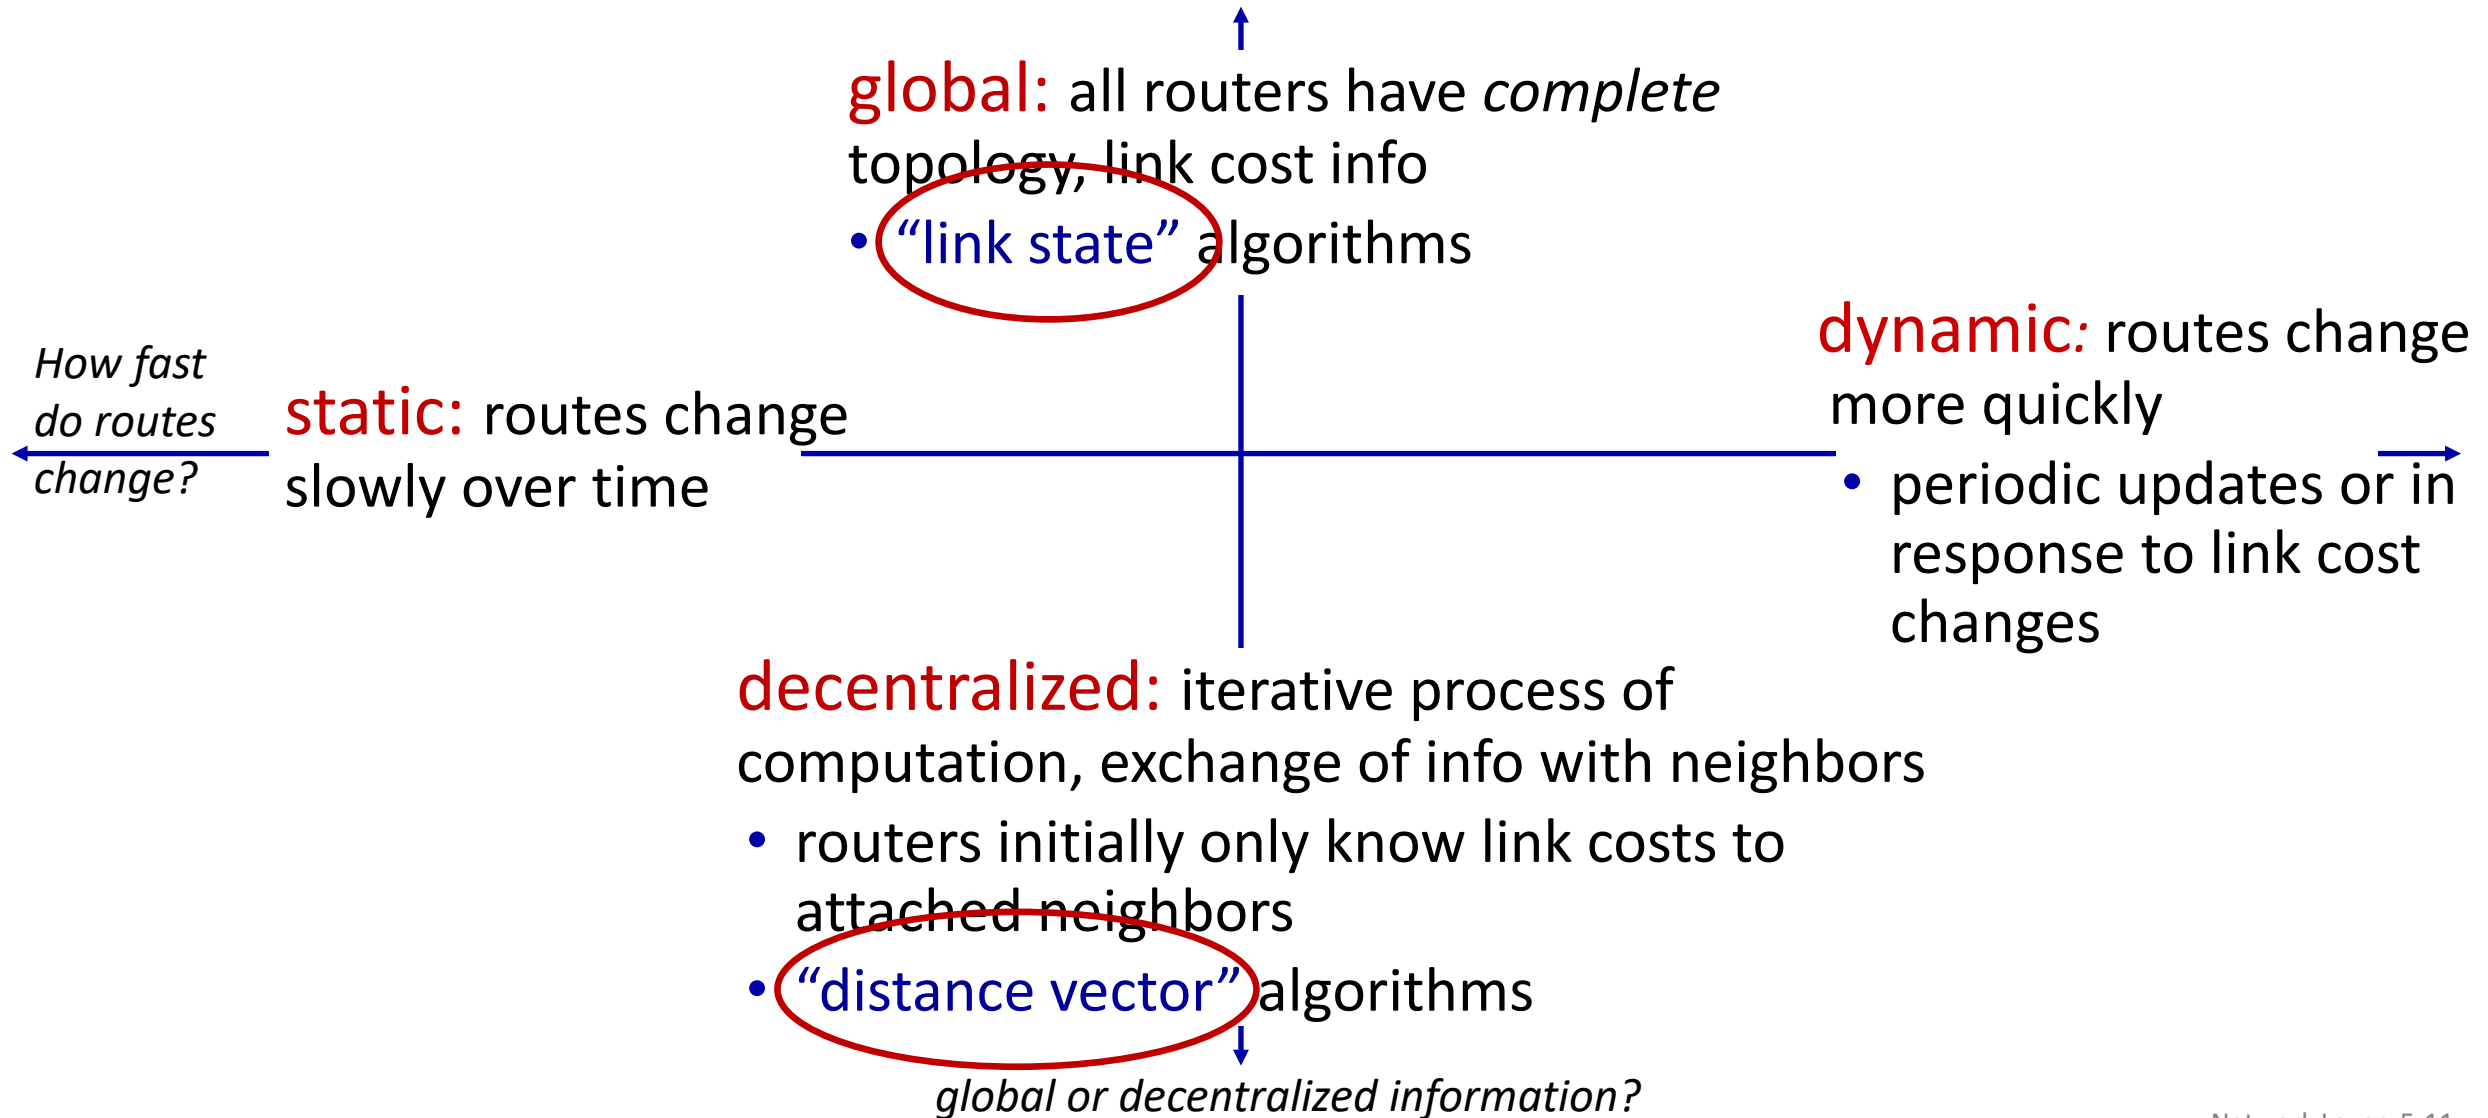 global: all routers have complete
topology, link cost info
• “link state” algorithms
How fast
do routes
change?
static: routes change
slowly over time
dynamic: routes change
more quickly
• periodic updates or in
response to link cost
changes
decentralized: iterative process of
computation, exchange of info with neighbors
• routers initially only know link costs to
attached neighbors
• “distance vector” algorithms
global or decentralized information?